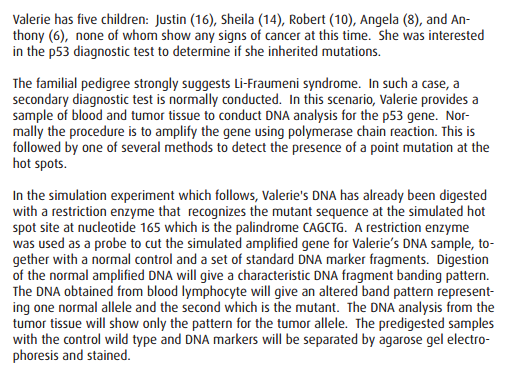 Valerie has five children:  Justin (16), Sheila (14), Robert (10), Angela (8), and An-
thony (6),  none of whom show any signs of cancer at this time.  She was interested
in the p53 diagnostic test to determine if she inherited mutations.

The familial pedigree strongly suggests Li-Fraumeni syndrome.  In such a case, a
secondary diagnostic test is normally conducted.  In this scenario, Valerie provides a
sample of blood and tumor tissue to conduct DNA analysis for the p53 gene.  Nor-
mally the procedure is to amplify the gene using polymerase chain reaction. This is
followed by one of several methods to detect the presence of a point mutation at the
hot spots.

In the simulation experiment which follows, Valerie's DNA has already been digested
with a restriction enzyme that  recognizes the mutant sequence at the simulated hot
spot site at nucleotide 165 which is the palindrome CAGCTG.  A restriction enzyme
was used as a probe to cut the simulated amplified gene for Valerie’s DNA sample, to-
gether with a normal control and a set of standard DNA marker fragments.  Digestion
of the normal amplified DNA will give a characteristic DNA fragment banding pattern.
The DNA obtained from blood lymphocyte will give an altered band pattern represent-
ing one normal allele and the second which is the mutant.  The DNA analysis from the
tumor tissue will show only the pattern for the tumor allele.  The predigested samples
with the control wild type and DNA markers will be separated by agarose gel electro-
phoresis and stained.